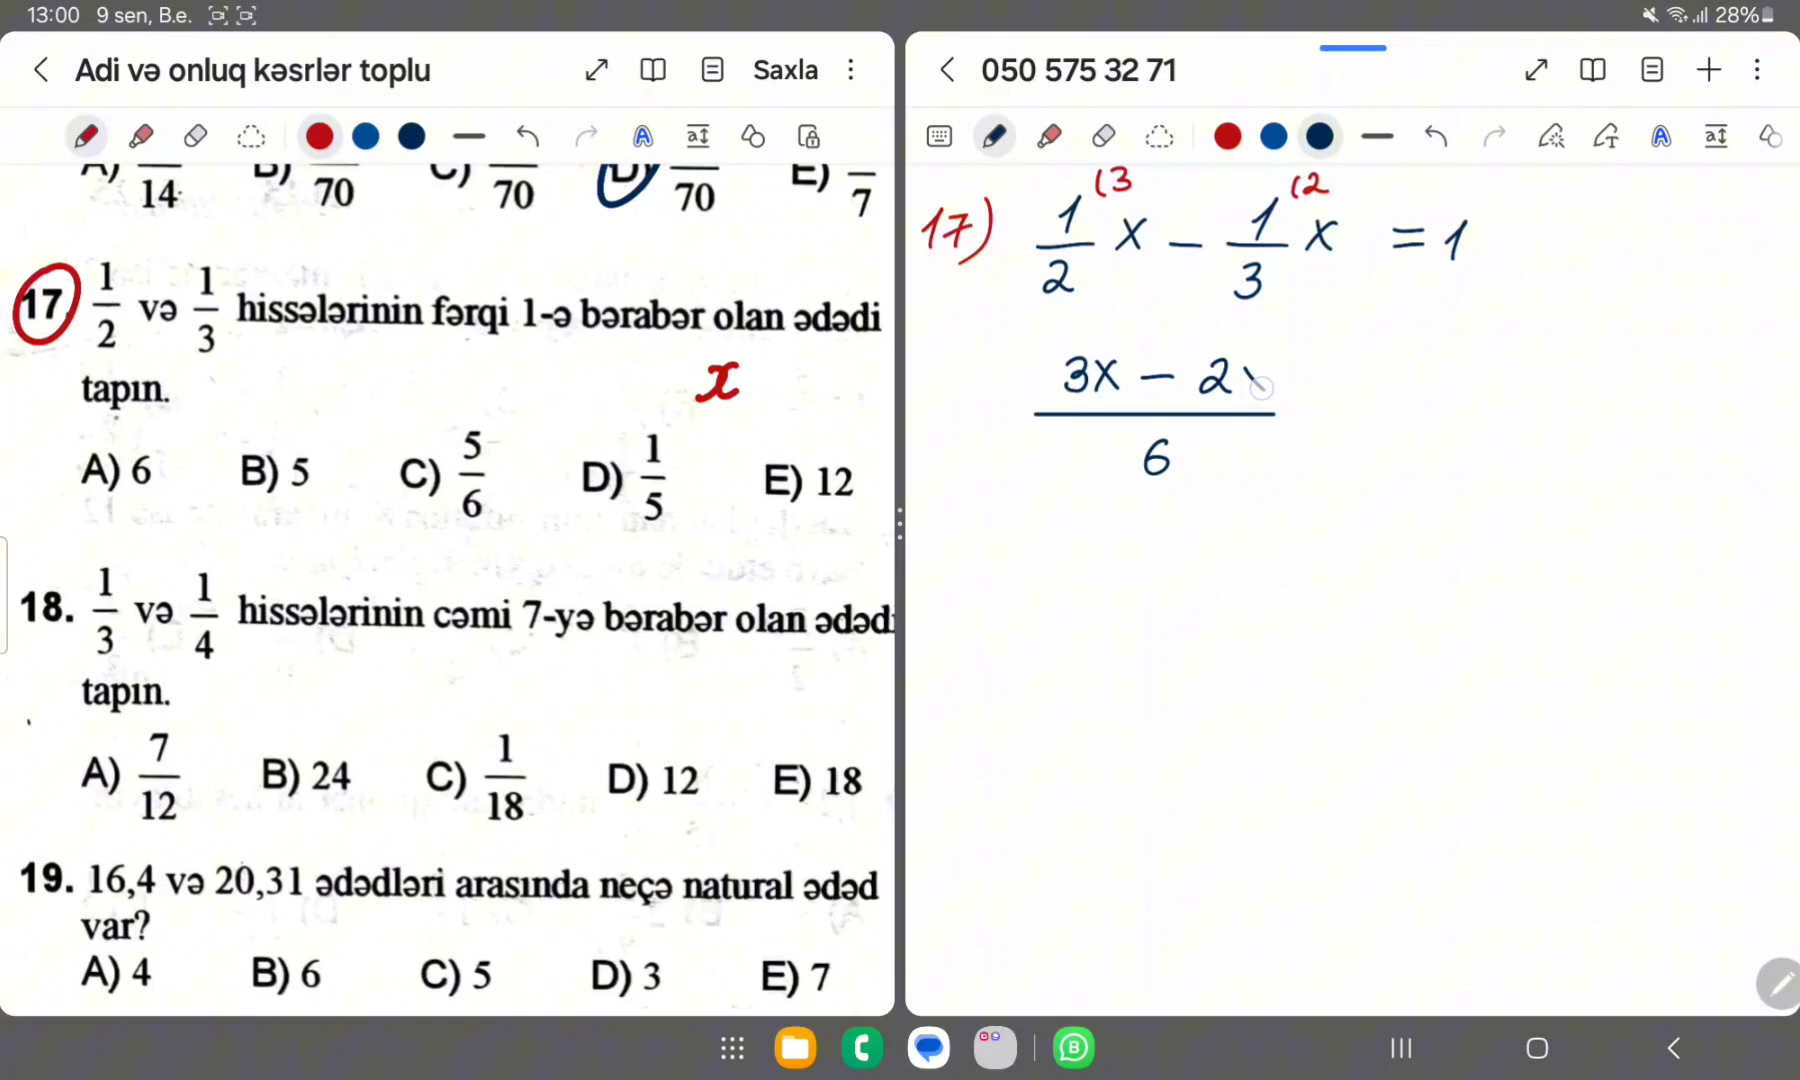 13:00 9 sen, B.e. 28%
Adi və onluq kəsrlər toplu Saxla
A) 14 B) 70 C) 70 D) 70 E) 7
17 1/2 və 1/3 hissələrinin fərqi 1-ə bərabər olan ədədi
tapın. x
A) 6 B) 5 C) 5/6 D) 1/5 E) 12
18. 1/3 və 1/4 hissələrinin cəmi 7-yə bərabər olan ədəd
tapın.
A) 7/12 B) 24 C) 1/18 D) 12 E) 18
19. 16,4 və 20,31 ədədləri arasında neçə natural ədəd
var?
A) 4 B) 6 C) 5 D) 3 E) 7
050 575 32 71
(3 (2
17) 1/2 x - 1/3 x = 1
3x - 2
6